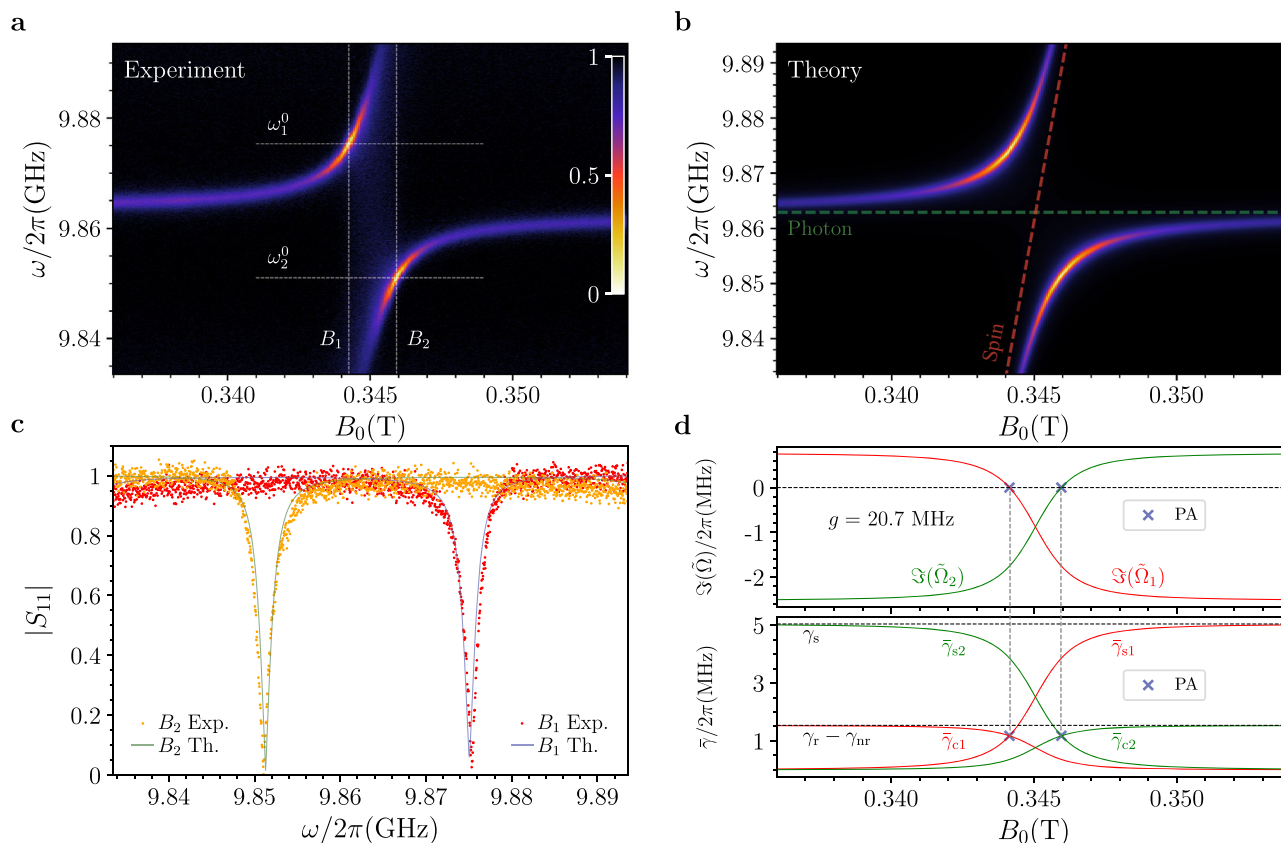 a
Experiment
ω₁⁰
ω₂⁰
B₁
B₂
1
0.5
0
9.88
9.86
9.84
ω/2π(GHz)
0.340
0.345
0.350
B₀(T)
b
Theory
Photon
Spin
9.89
9.88
9.87
9.86
9.85
9.84
ω/2π(GHz)
0.340
0.345
0.350
B₀(T)
c
1
0.8
0.6
0.4
0.2
0
|S₁₁|
B₂ Exp.
B₂ Th.
B₁ Exp.
B₁ Th.
9.84
9.85
9.86
9.87
9.88
9.89
ω/2π(GHz)
d
0
-1
-2
ℑ(Ω̃)/2π(MHz)
g = 20.7 MHz
PA
ℑ(Ω̃₂)
ℑ(Ω̃₁)
5
3
1
γ̄/2π(MHz)
γₛ
γ̄ₛ₂
γ̄ₛ₁
PA
γᵣ − γₙᵣ
γ̄c₁
γ̄c₂
0.340
0.345
0.350
B₀(T)